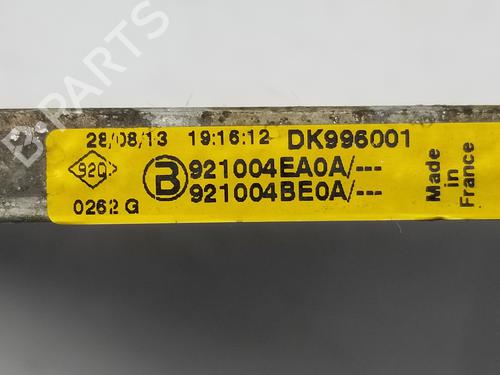 B-PARTS
28/08/13 19:16:12 DK996001
920
B 921004EA0A/---
921004BE0A/---
0262 G
Made in France